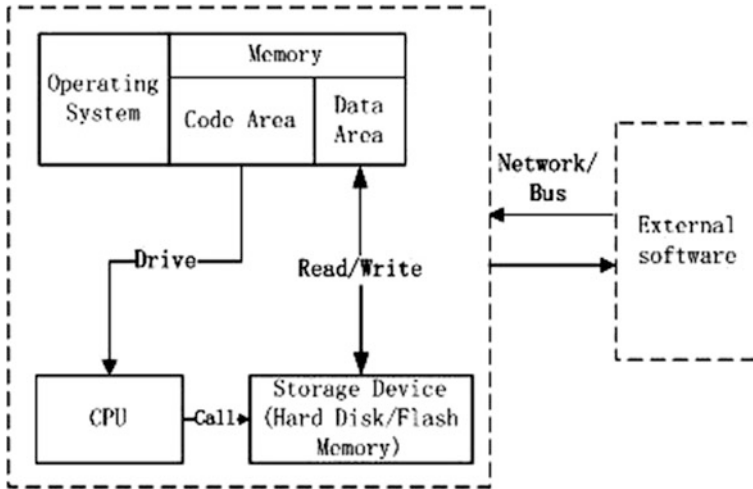 Memory
Operating
System
Code Area
Data
Area
Network/
Bus
External
software
Drive
Read/Write
CPU
Call
Storage Device
(Hard Disk/Flash
Memory)